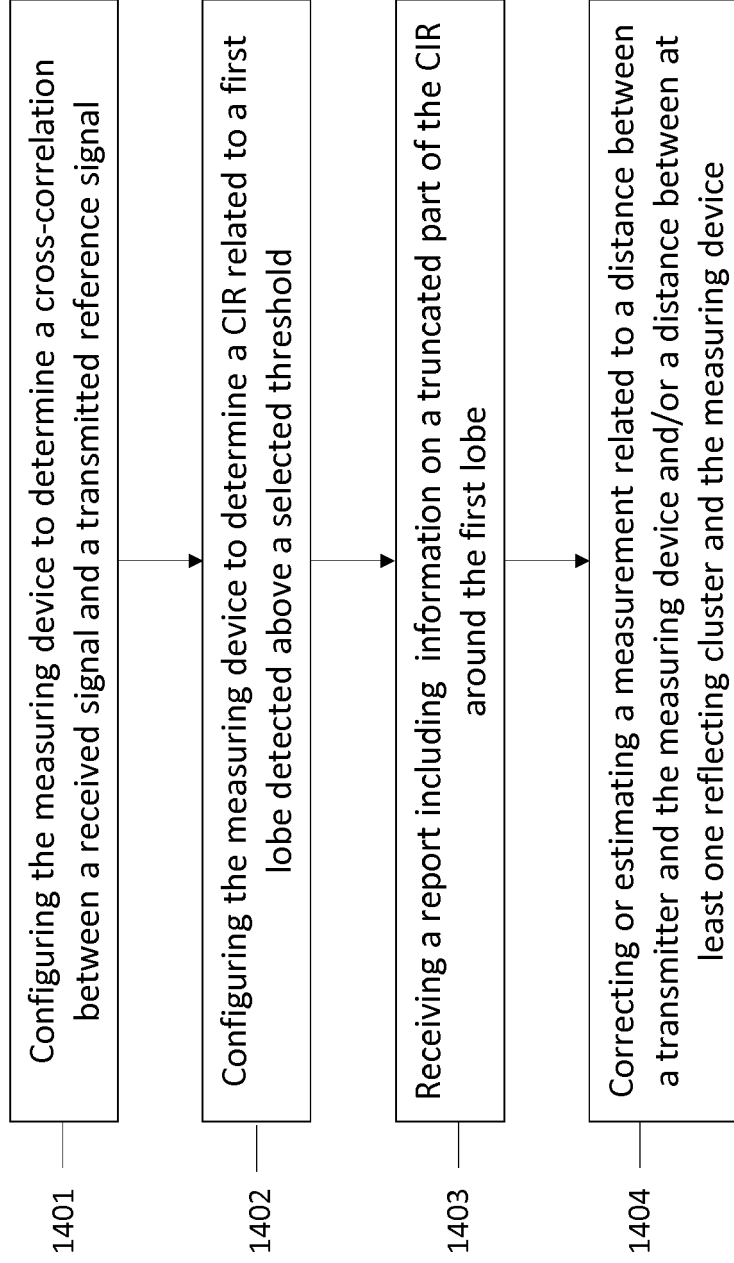 1401
Configuring the measuring device to determine a cross-correlation
between a received signal and a transmitted reference signal
1402
Configuring the measuring device to determine a CIR related to a first
lobe detected above a selected threshold
1403
Receiving a report including information on a truncated part of the CIR
around the first lobe
1404
Correcting or estimating a measurement related to a distance between
a transmitter and the measuring device and/or a distance between at
least one reflecting cluster and the measuring device